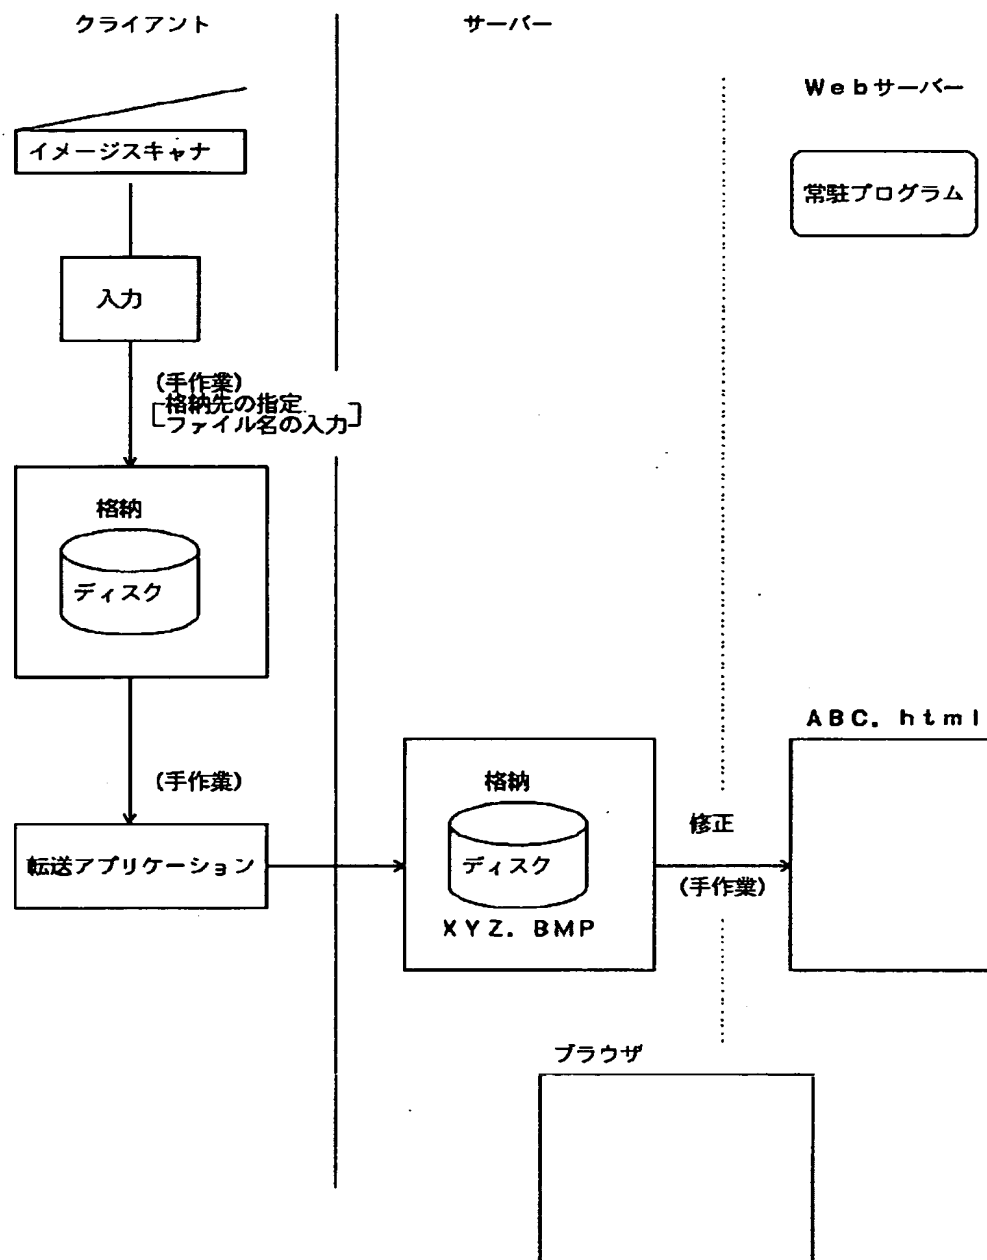 クライアント
サーバー
Ｗｅｂサーバー
イメージスキャナ
常駐プログラム
入力
(手作業)
格納先の指定
ファイル名の入力
格納
ディスク
(手作業)
転送アプリケーション
格納
ディスク
ＸＹＺ．ＢＭＰ
修正
(手作業)
ＡＢＣ．ｈｔｍｌ
ブラウザ